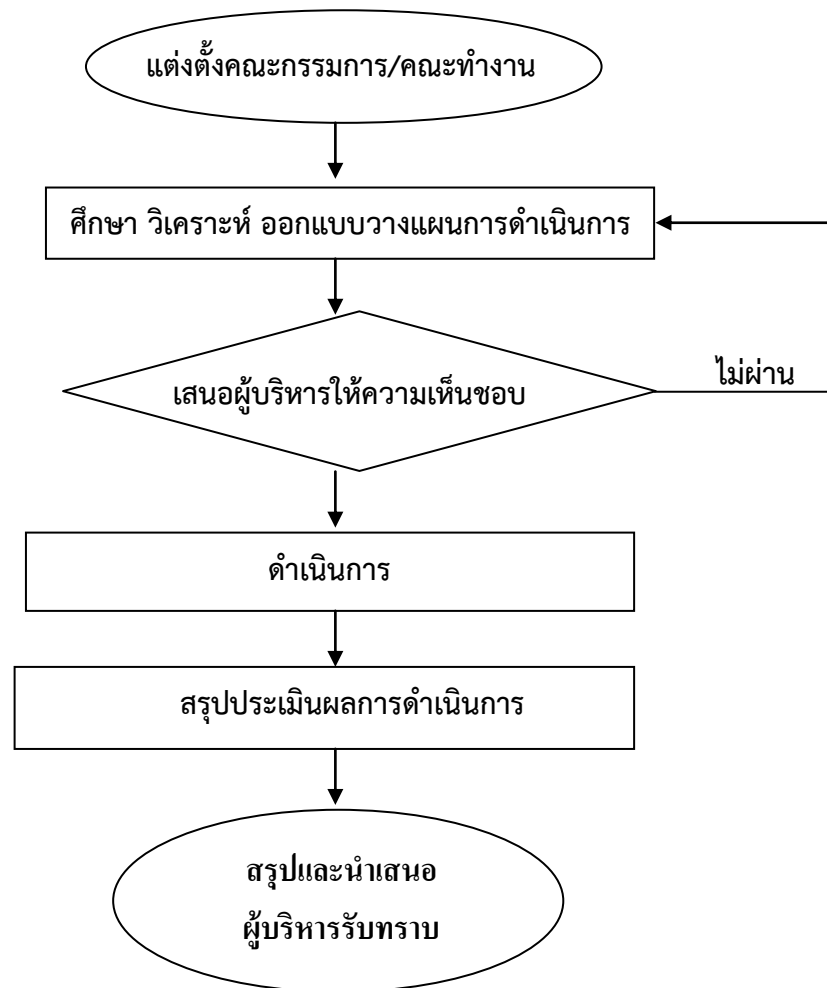 แต่งตั้งคณะกรรมการ/คณะทำงาน
ศึกษา วิเคราะห์ ออกแบบวางแผนการดำเนินการ
เสนอผู้บริหารให้ความเห็นชอบ
ไม่ผ่าน
ดำเนินการ
สรุปประเมินผลการดำเนินการ
สรุปและนำเสนอ
ผู้บริหารรับทราบ